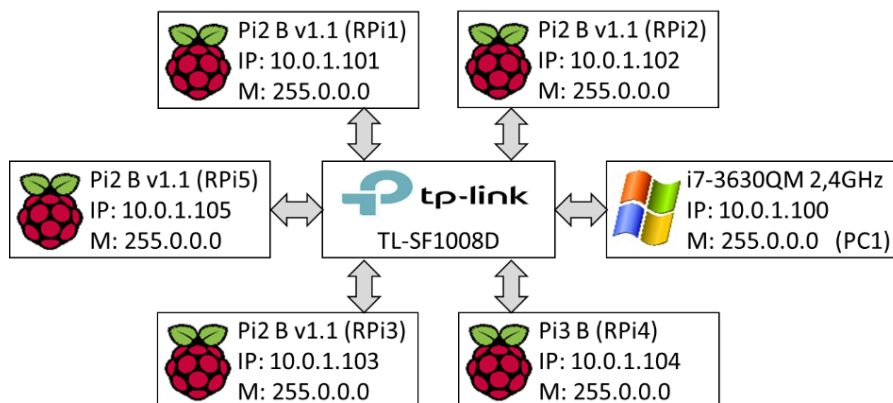 Pi2 B v1.1 (RPi1)
IP: 10.0.1.101
M: 255.0.0.0
Pi2 B v1.1 (RPi2)
IP: 10.0.1.102
M: 255.0.0.0
Pi2 B v1.1 (RPi5)
IP: 10.0.1.105
M: 255.0.0.0
tp-link
TL-SF1008D
i7-3630QM 2,4GHz
IP: 10.0.1.100
M: 255.0.0.0 (PC1)
Pi2 B v1.1 (RPi3)
IP: 10.0.1.103
M: 255.0.0.0
Pi3 B (RPi4)
IP: 10.0.1.104
M: 255.0.0.0